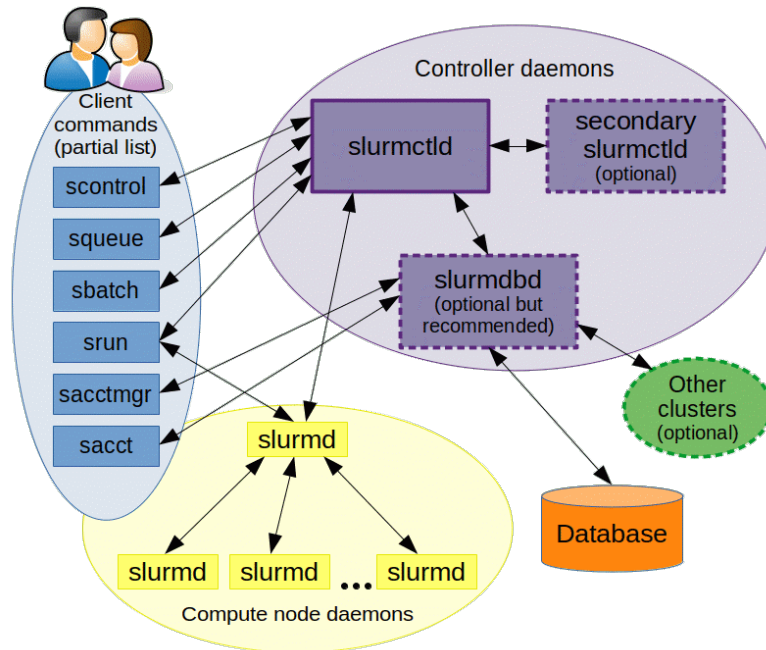 Client
commands
(partial list)
scontrol
squeue
sbatch
srun
sacctmgr
sacct
Controller daemons
slurmctld
secondary
slurmctld
(optional)
slurmdbd
(optional but
recommended)
Other
clusters
(optional)
Database
slurmd
slurmd
slurmd
...
slurmd
Compute node daemons